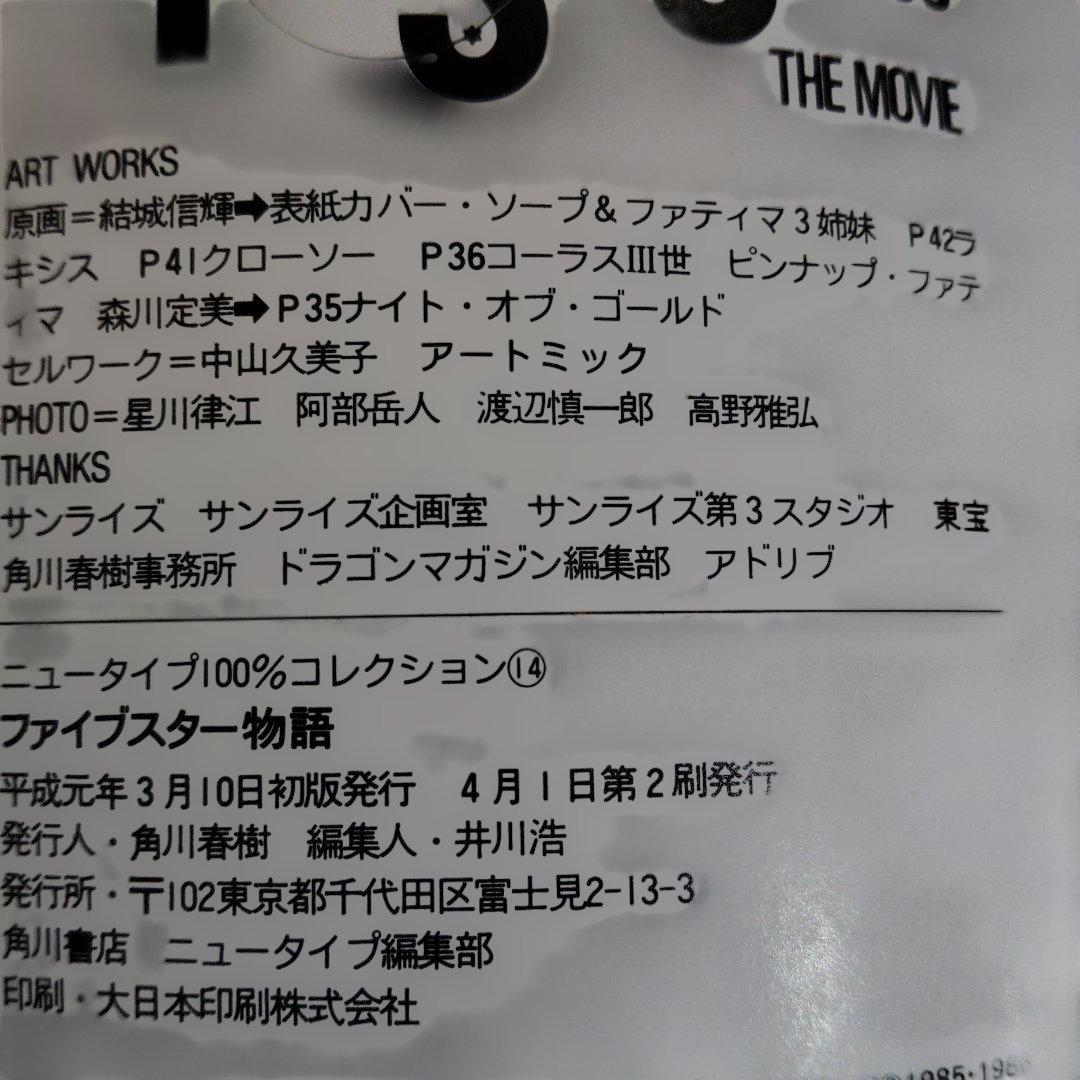 THE MOVIE
ART WORKS
原画＝結城信輝➡表紙カバー・ソープ＆ファティマ3姉妹　P42ラ
キシス　P41クローソー　P36コーラスIII世　ピンナップ・ファテ
ィマ　森川定美➡P35ナイト・オブ・ゴールド
セルワーク＝中山久美子　アートミック
PHOTO＝星川律江　阿部岳人　渡辺慎一郎　高野雅弘
THANKS
サンライズ　サンライズ企画室　サンライズ第3スタジオ　東宝
角川春樹事務所　ドラゴンマガジン編集部　アドリブ
ニュータイプ100%コレクション⑭
ファイブスター物語
平成元年3月10日初版発行　4月1日第2刷発行
発行人・角川春樹　編集人・井川浩
発行所・〒102東京都千代田区富士見2-13-3
角川書店　ニュータイプ編集部
印刷・大日本印刷株式会社